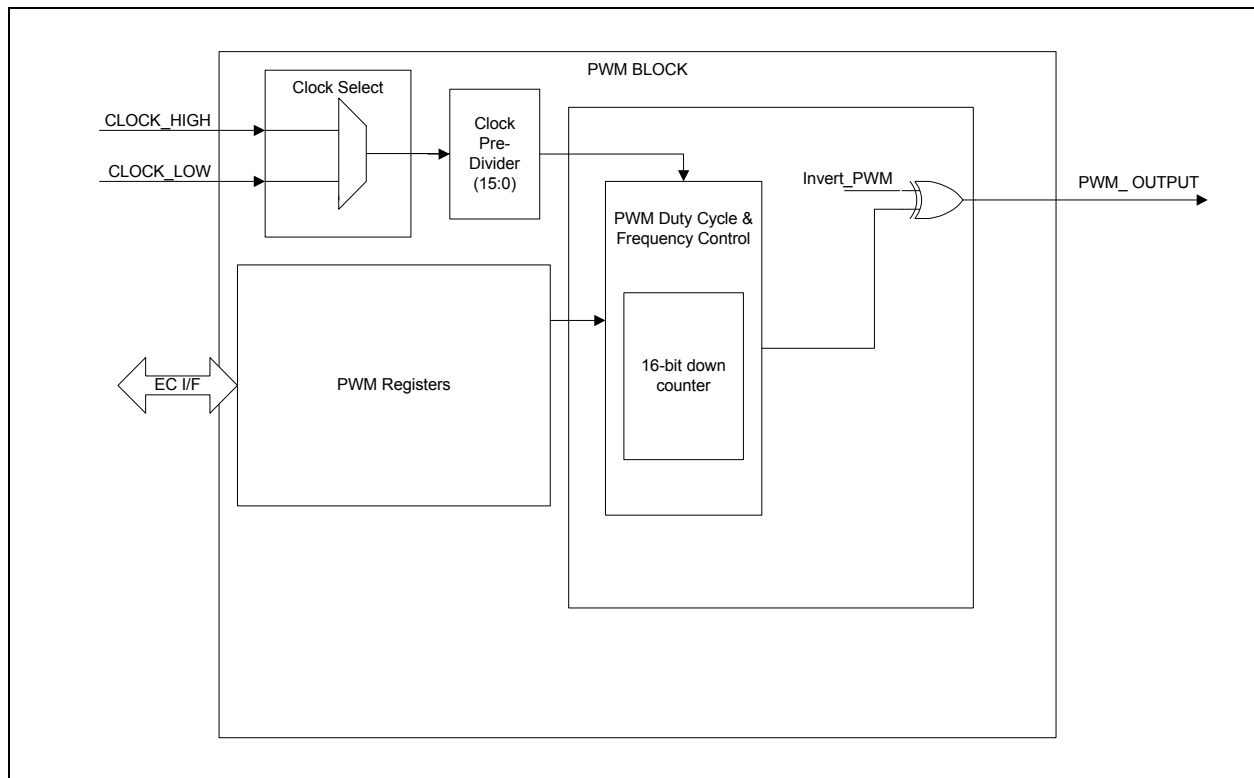 PWM BLOCK
Clock Select
CLOCK_HIGH
CLOCK_LOW
Clock
Pre-
Divider
(15:0)
Invert_PWM
PWM_ OUTPUT
PWM Duty Cycle &
Frequency Control
16-bit down
counter
EC I/F
PWM Registers